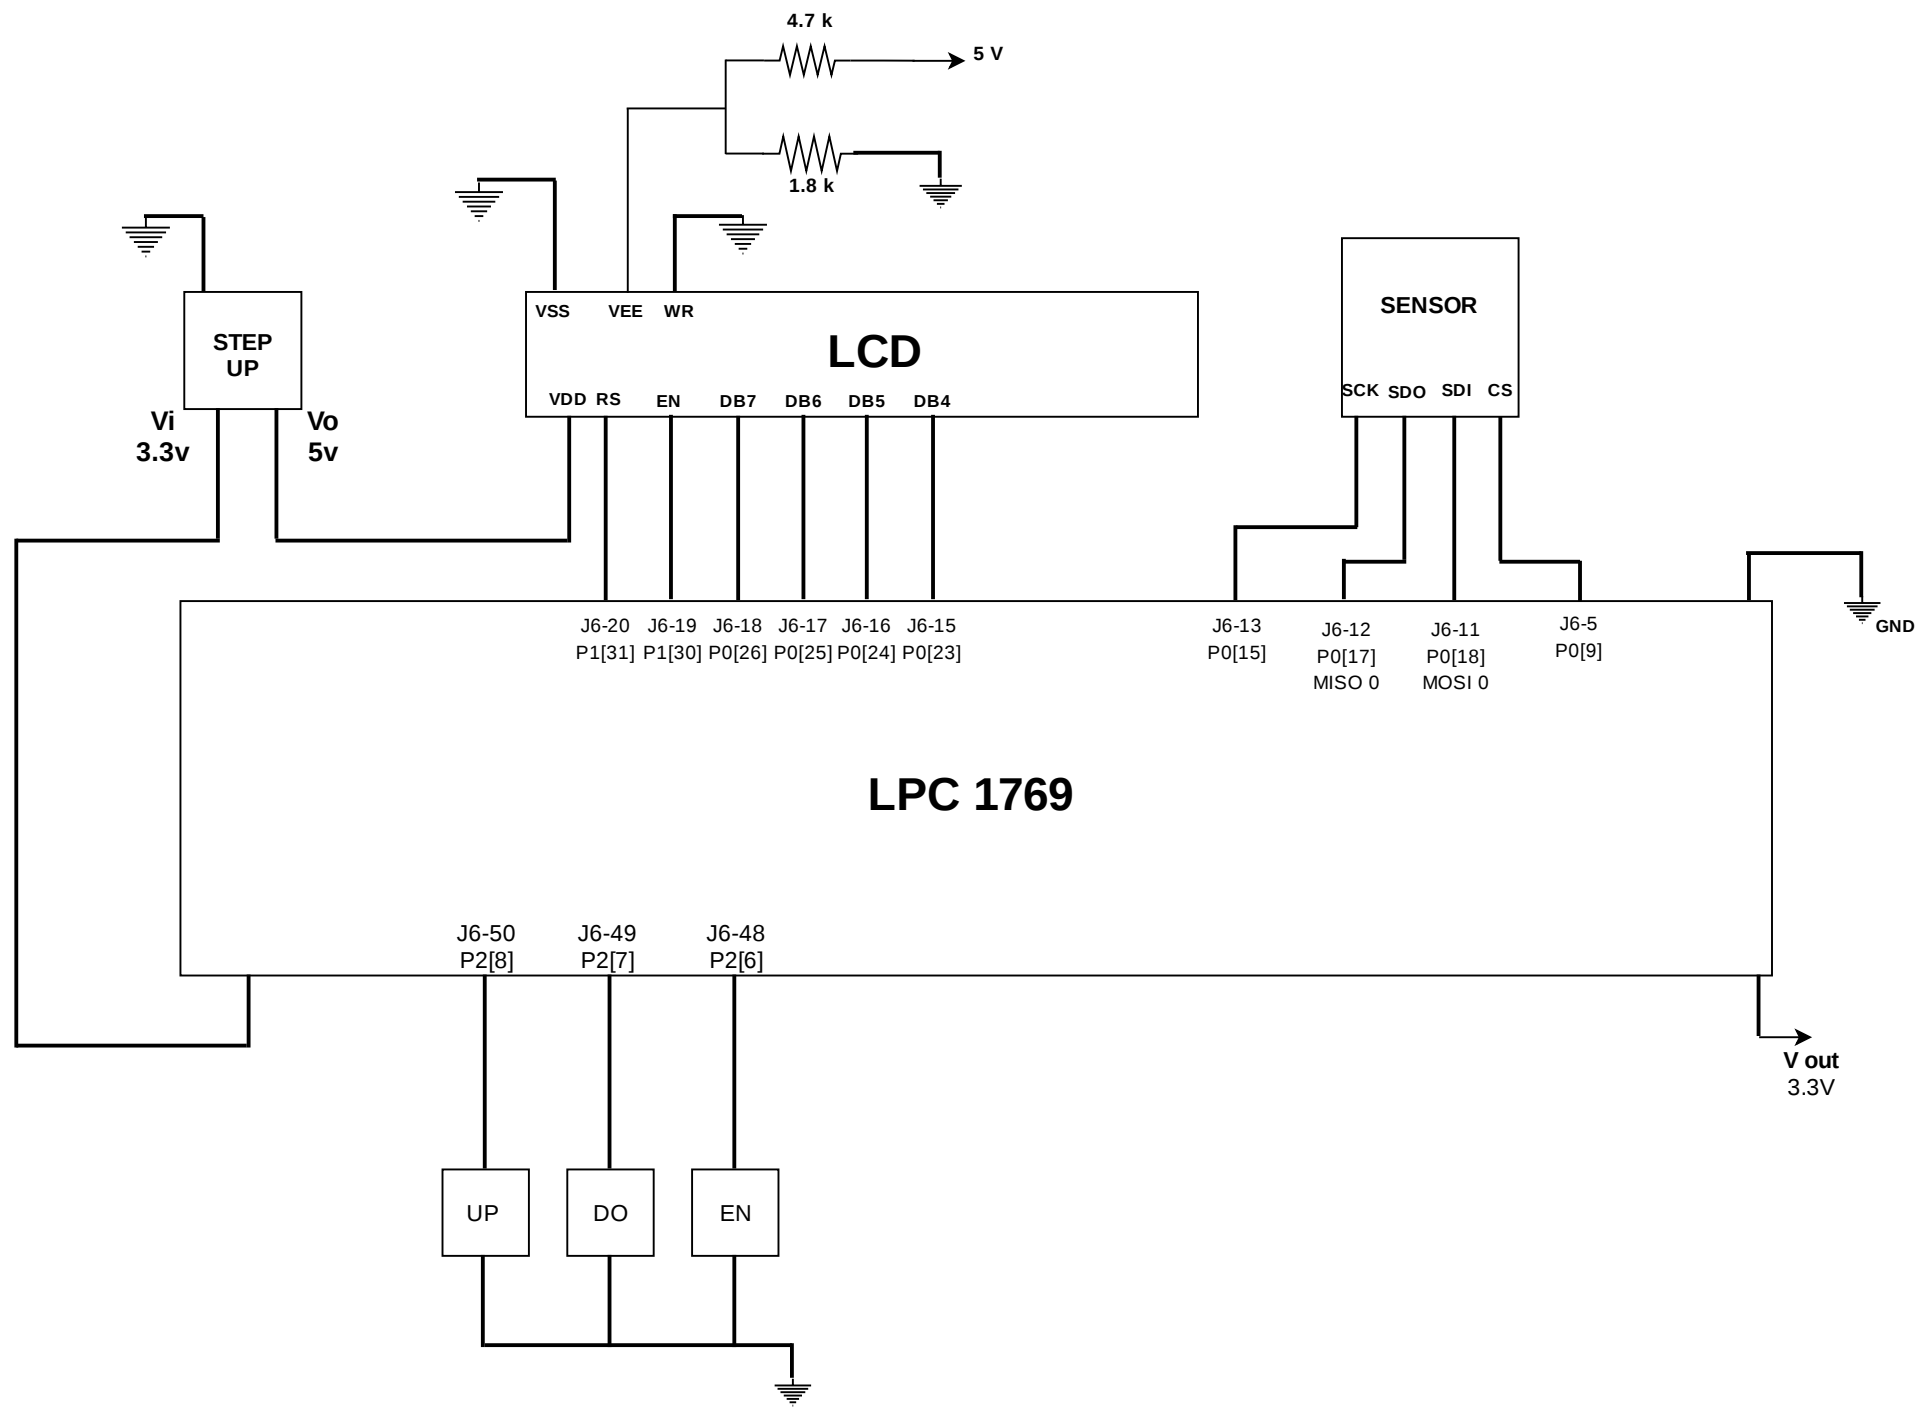 4.7 k
5 V
1.8 k
VSS
VEE
WR
LCD
VDD
RS
EN
DB7
DB6
DB5
DB4
STEP
UP
Vi
3.3v
Vo
5v
SENSOR
SCK
SDO
SDI
CS
GND
J6-20
P1[31]
J6-19
P1[30]
J6-18
P0[26]
J6-17
P0[25]
J6-16
P0[24]
J6-15
P0[23]
J6-13
P0[15]
J6-12
P0[17]
MISO 0
J6-11
P0[18]
MOSI 0
J6-5
P0[9]
LPC 1769
J6-50
P2[8]
J6-49
P2[7]
J6-48
P2[6]
V out
3.3V
UP
DO
EN